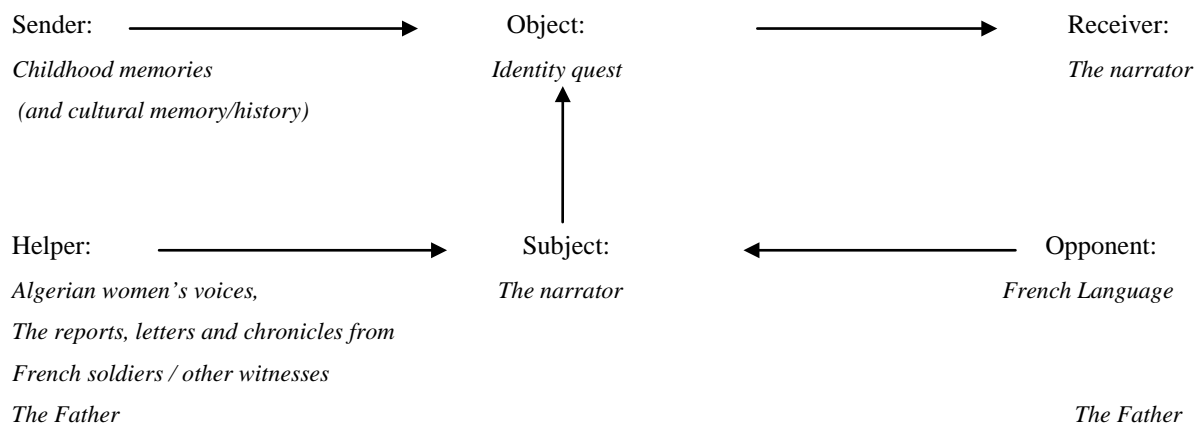 Sender: Object: Receiver:
Childhood memories Identity quest The narrator
(and cultural memory/history)
Helper: Subject: Opponent:
Algerian women's voices, The narrator French Language
The reports, letters and chronicles from
French soldiers / other witnesses
The Father The Father